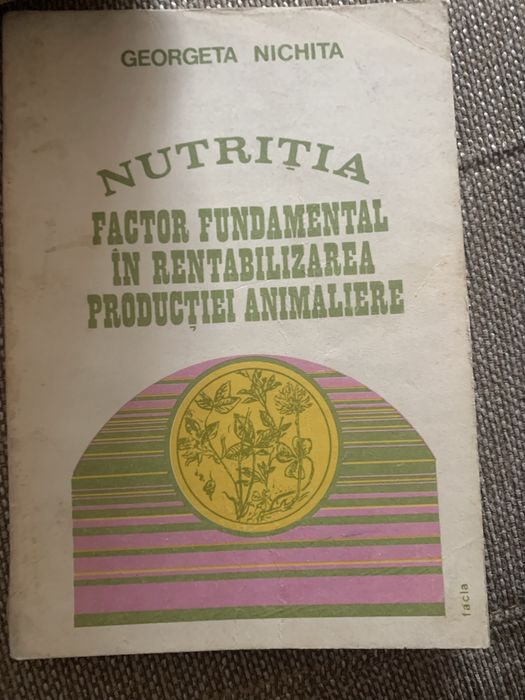 GEORGETA NICHITA
NUTRIȚIA
FACTOR FUNDAMENTAL
ÎN RENTABILIZAREA
PRODUCȚIEI ANIMALIERE
facla